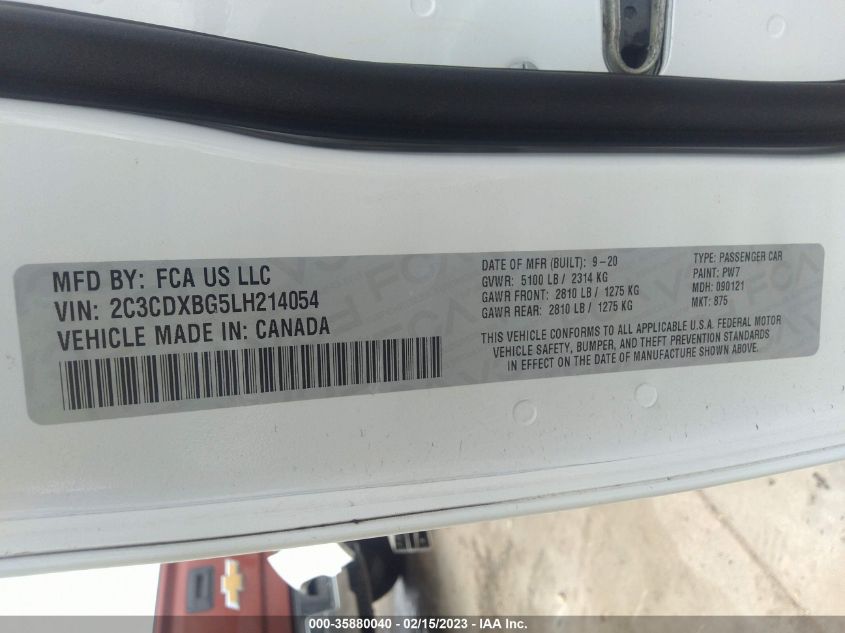 MFD BY: FCA US LLC
VIN: 2C3CDXBG5LH214054
VEHICLE MADE IN: CANADA
DATE OF MFR (BUILT): 9-20
GVWR: 5100 LB / 2314 KG
GAWR FRONT: 2810 LB / 1275 KG
GAWR REAR: 2810 LB / 1275 KG
TYPE: PASSENGER CAR
PAINT: PW7
MDH: 090121
MKT: 875
THIS VEHICLE CONFORMS TO ALL APPLICABLE U.S.A. FEDERAL MOTOR
VEHICLE SAFETY, BUMPER, AND THEFT PREVENTION STANDARDS
IN EFFECT ON THE DATE OF MANUFACTURE SHOWN ABOVE.
000-35880040 - 02/15/2023 - IAA Inc.